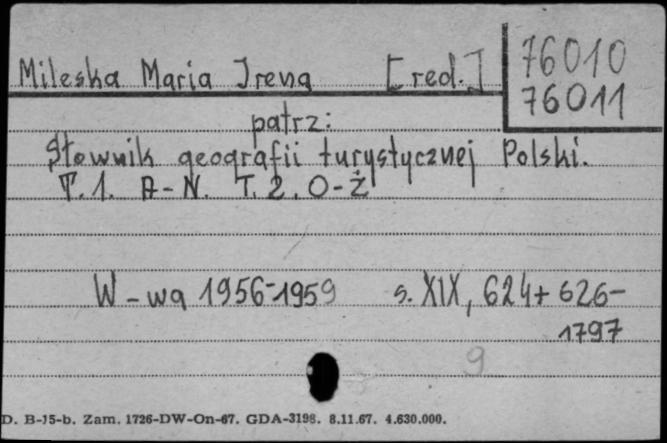 Mileska Maria Irena [red.]
76010
76011
patrz:
Słownik geografii turystycznej Polski.
T. 1. A-N. T. 2. O-Ż
W-wa 1956-1959 s. XIX, 624+626-
1797
9
D. B-15-b. Zam. 1726-DW-On-67. GDA-3198. 8.11.67. 4.630.000.